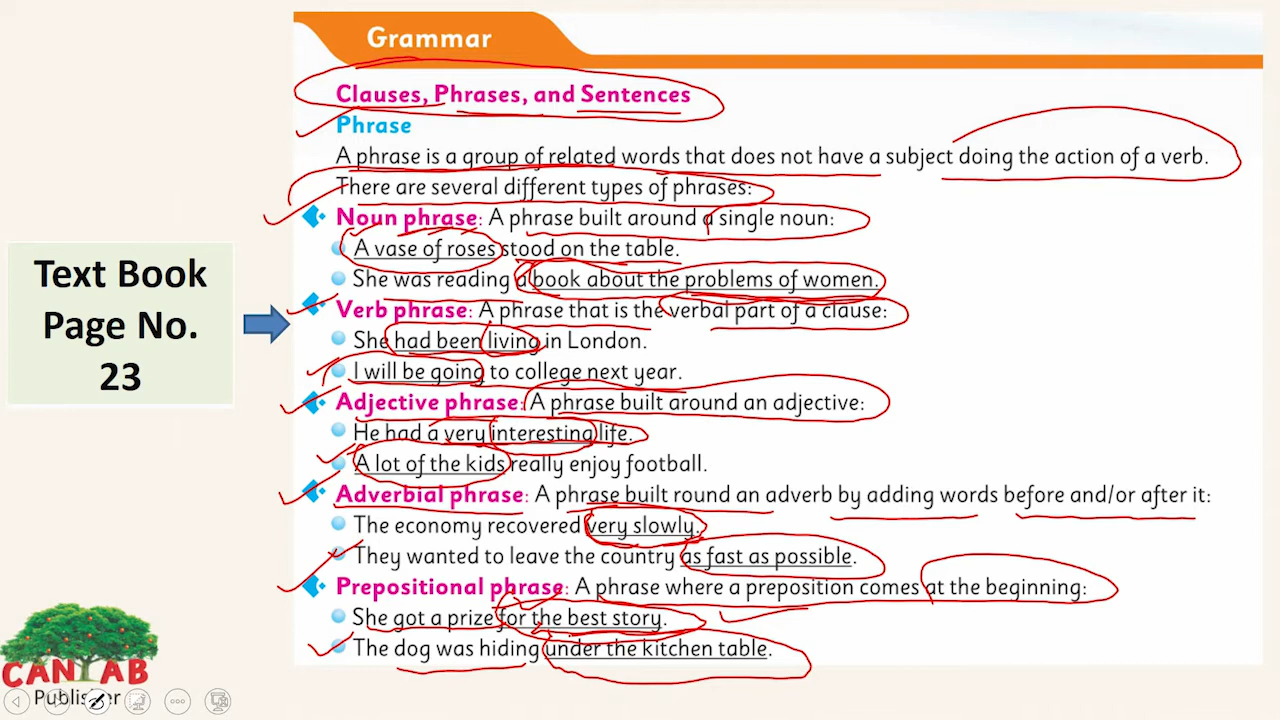 Grammar
Clauses, Phrases, and Sentences
Phrase
A phrase is a group of related words that does not have a subject doing the action of a verb.
There are several different types of phrases:
Noun phrase: A phrase built around a single noun:
A vase of roses stood on the table.
She was reading a book about the problems of women.
Verb phrase: A phrase that is the verbal part of a clause:
She had been living in London.
I will be going to college next year.
Adjective phrase: A phrase built around an adjective:
He had a very interesting life.
A lot of the kids really enjoy football.
Adverbial phrase: A phrase built round an adverb by adding words before and/or after it:
The economy recovered very slowly.
They wanted to leave the country as fast as possible.
Prepositional phrase: A phrase where a preposition comes at the beginning:
She got a prize for the best story.
The dog was hiding under the kitchen table.
Text Book
Page No.
23
CANTAB
Publisher